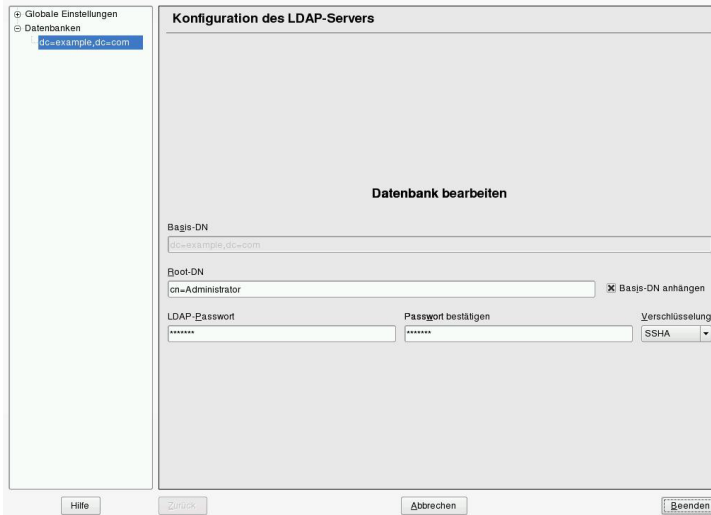 Globale Einstellungen
Datenbanken
dc=example,dc=com
Konfiguration des LDAP-Servers
Datenbank bearbeiten
Basis-DN
dc=example,dc=com
Root-DN
cn=Administrator
Basis-DN anhängen
LDAP-Passwort
Passwort bestätigen
Verschlüsselung
*******
*******
SSHA
Hilfe
Zurück
Abbrechen
Beenden